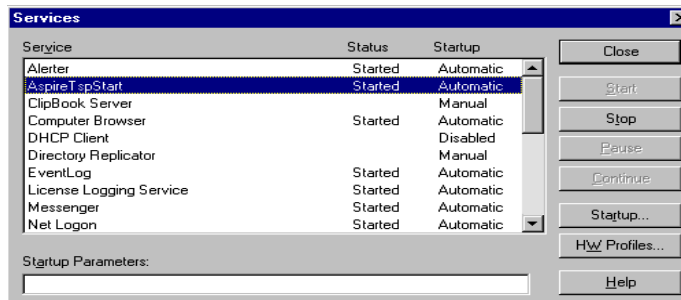 Services
Service Status Startup
Alerter Started Automatic
AspireTspStart Started Automatic
ClipBook Server Manual
Computer Browser Started Automatic
DHCP Client Disabled
Directory Replicator Manual
EventLog Started Automatic
License Logging Service Started Automatic
Messenger Started Automatic
Net Logon Started Automatic
Startup Parameters:
Close
Start
Stop
Pause
Continue
Startup...
HW Profiles...
Help